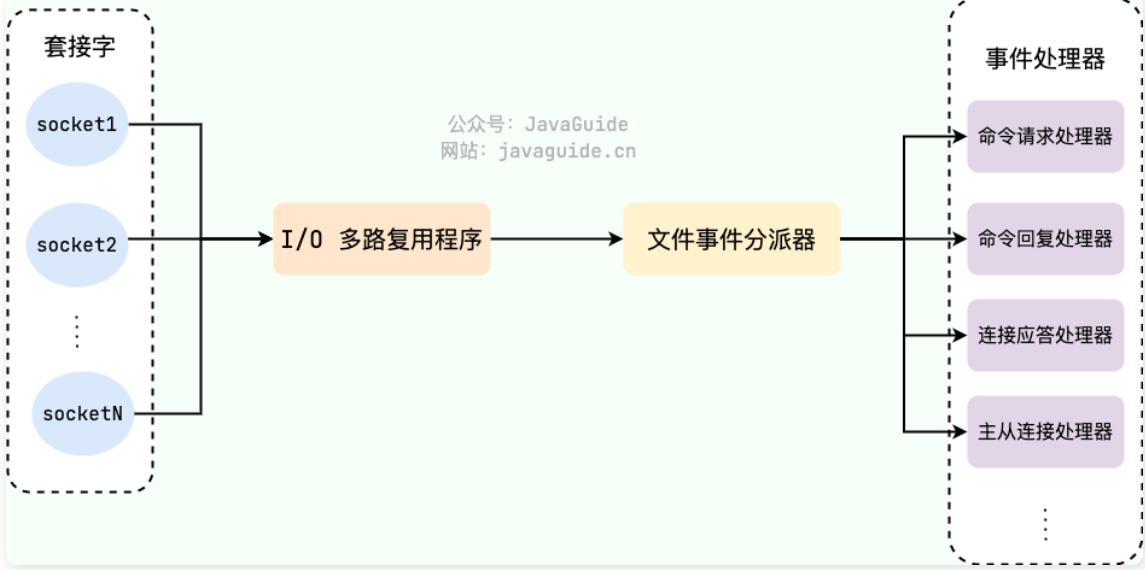 套接字
socket1
socket2
socketN
公众号：JavaGuide
网站：javaguide.cn
I/O 多路复用程序
文件事件分派器
事件处理器
命令请求处理器
命令回复处理器
连接应答处理器
主从连接处理器